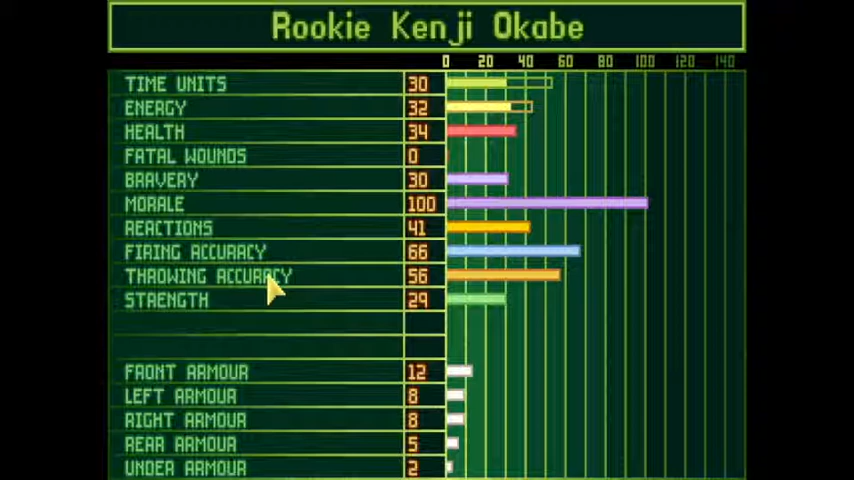 Rookie Kenji Okabe
0 20 40 60 80 100 120 140
TIME UNITS 30
ENERGY 32
HEALTH 34
FATAL WOUNDS 0
BRAVERY 30
MORALE 100
REACTIONS 41
FIRING ACCURACY 66
THROWING ACCURACY 56
STRENGTH 29
FRONT ARMOUR 12
LEFT ARMOUR 8
RIGHT ARMOUR 8
REAR ARMOUR 5
UNDER ARMOUR 2